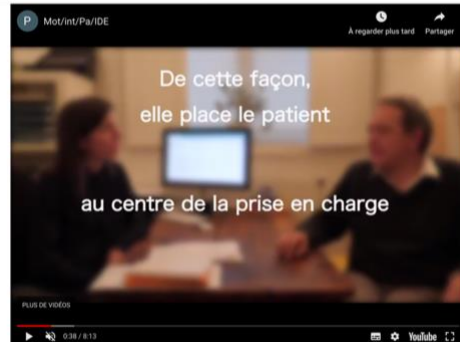 P
Mot/int/Pa/IDE
À regarder plus tard
Partager
De cette façon,
elle place le patient
au centre de la prise en charge
PLUS DE VIDÉOS
0:38 / 8:13
YouTube